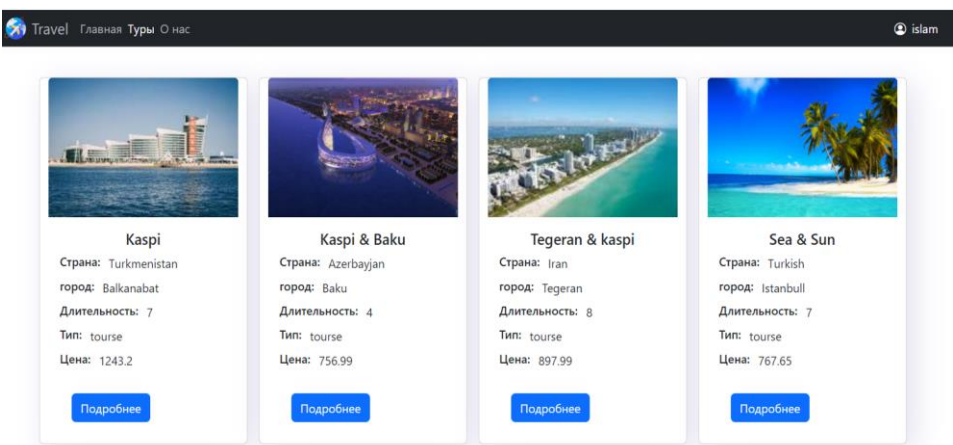 Travel Главная Туры О нас islam
Kaspi
Страна: Turkmenistan
город: Balkanabat
Длительность: 7
Тип: tourse
Цена: 1243.2
Подробнее
Kaspi & Baku
Страна: Azerbayjan
город: Baku
Длительность: 4
Тип: tourse
Цена: 756.99
Подробнее
Tegeran & kaspi
Страна: Iran
город: Tegeran
Длительность: 8
Тип: tourse
Цена: 897.99
Подробнее
Sea & Sun
Страна: Turkish
город: Istanbull
Длительность: 7
Тип: tourse
Цена: 767.65
Подробнее